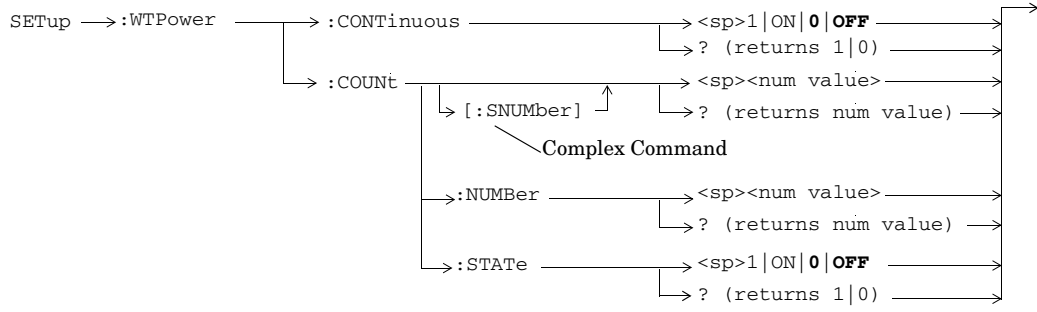 SETup :WTPower :CONTinuous <sp>1|ON|0|OFF
? (returns 1|0)
:COUNt <sp><num value>
[:SNUMber] ? (returns num value)
Complex Command
:NUMBer <sp><num value>
? (returns num value)
:STATe <sp>1|ON|0|OFF
? (returns 1|0)